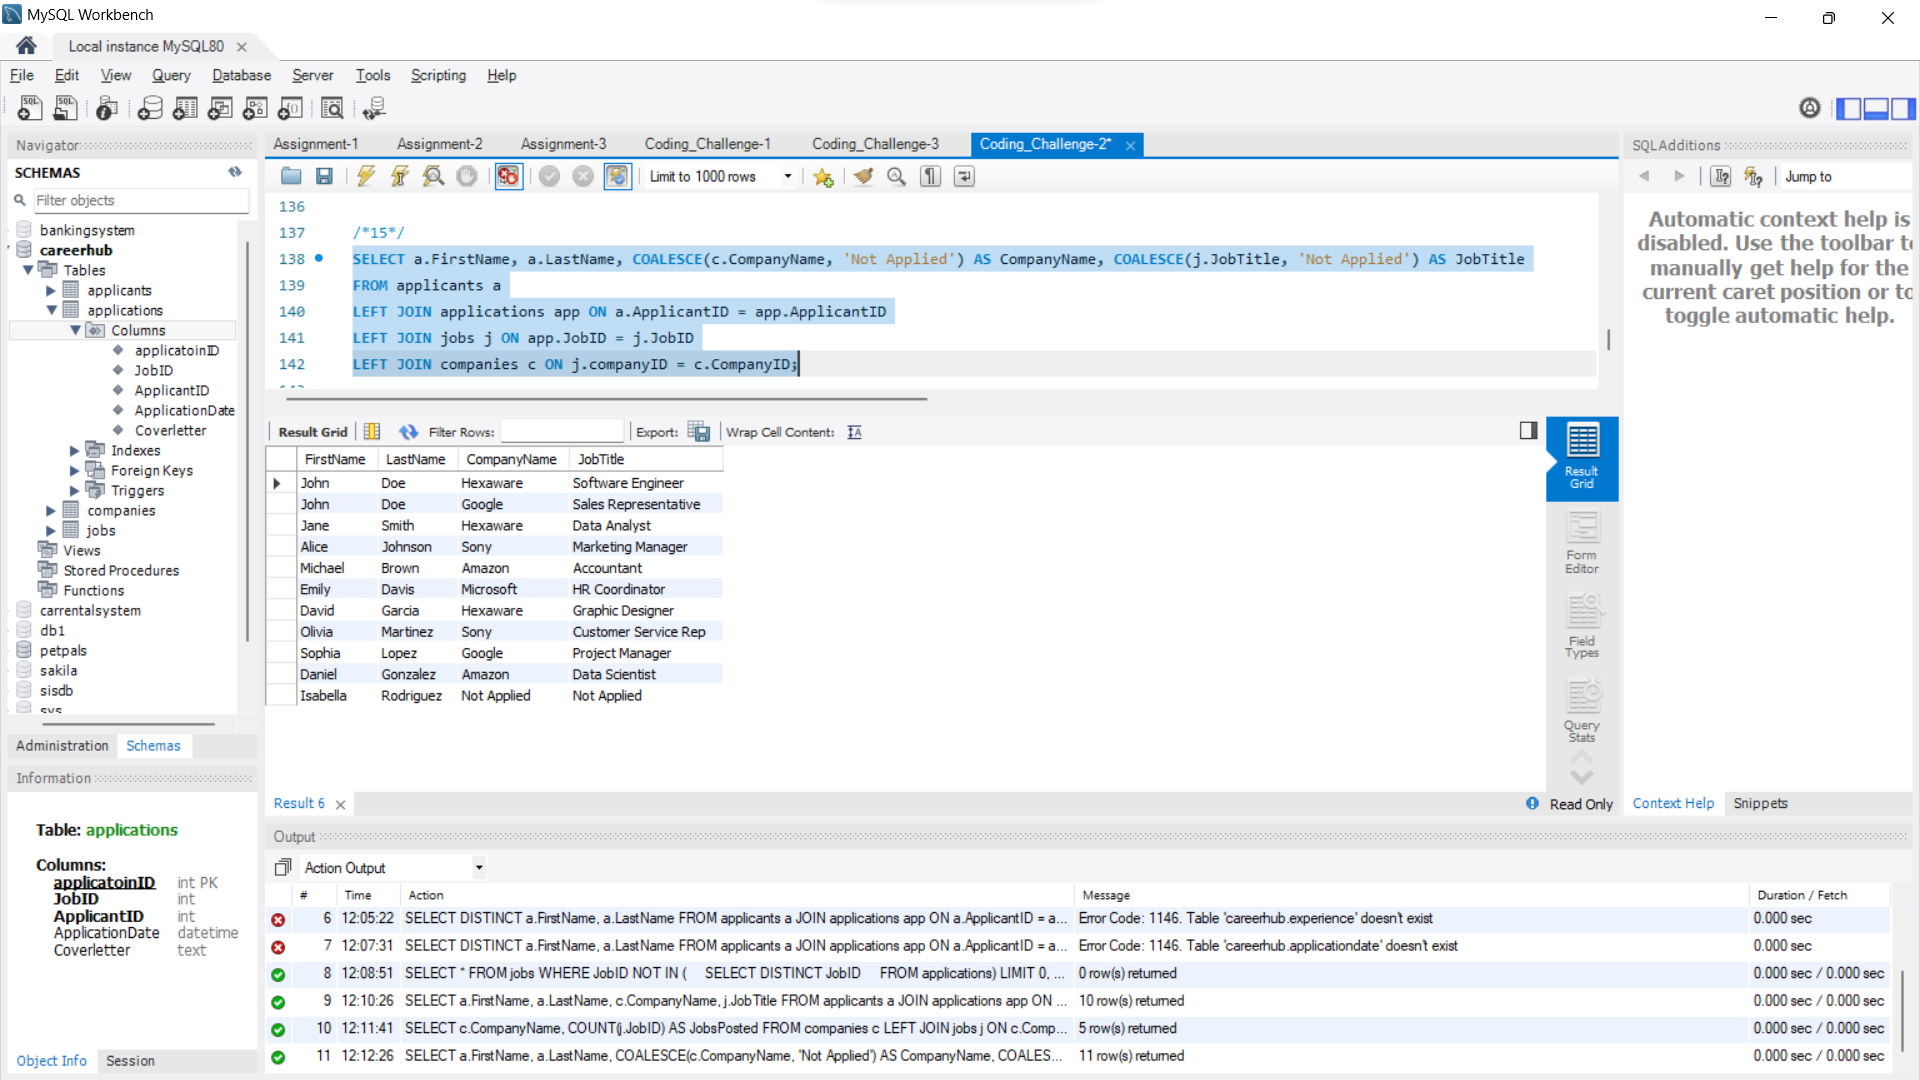 MySQL Workbench
Local instance MySQL80
File Edit View Query Database Server Tools Scripting Help
Navigator
SCHEMAS
Filter objects
bankingsystem
careerhub
Tables
applicants
applications
Columns
applicatoinID
JobID
ApplicantID
ApplicationDate
Coverletter
Indexes
Foreign Keys
Triggers
companies
jobs
Views
Stored Procedures
Functions
carrentalsystem
db1
petpals
sakila
sisdb
sys
Administration Schemas
Information
Table: applications
Columns:
applicatoinID int PK
JobID int
ApplicantID int
ApplicationDate datetime
Coverletter text
Object Info Session
Assignment-1 Assignment-2 Assignment-3 Coding_Challenge-1 Coding_Challenge-3 Coding_Challenge-2*
Limit to 1000 rows
136
137 /*15*/
138 SELECT a.FirstName, a.LastName, COALESCE(c.CompanyName, 'Not Applied') AS CompanyName, COALESCE(j.JobTitle, 'Not Applied') AS JobTitle
139 FROM applicants a
140 LEFT JOIN applications app ON a.ApplicantID = app.ApplicantID
141 LEFT JOIN jobs j ON app.JobID = j.JobID
142 LEFT JOIN companies c ON j.companyID = c.CompanyID;
Result Grid Filter Rows: Export: Wrap Cell Content:
FirstName LastName CompanyName JobTitle
John Doe Hexaware Software Engineer
John Doe Google Sales Representative
Jane Smith Hexaware Data Analyst
Alice Johnson Sony Marketing Manager
Michael Brown Amazon Accountant
Emily Davis Microsoft HR Coordinator
David Garcia Hexaware Graphic Designer
Olivia Martinez Sony Customer Service Rep
Sophia Lopez Google Project Manager
Daniel Gonzalez Amazon Data Scientist
Isabella Rodriguez Not Applied Not Applied
Result
Grid
Form
Editor
Field
Types
Query
Stats
Result 6
Read Only
SQLAdditions
Jump to
Automatic context help is
disabled. Use the toolbar to
manually get help for the
current caret position or to
toggle automatic help.
Context Help Snippets
Output
Action Output
# Time Action Message Duration / Fetch
6 12:05:22 SELECT DISTINCT a.FirstName, a.LastName FROM applicants a JOIN applications app ON a.ApplicantID = a... Error Code: 1146. Table 'careerhub.experience' doesn't exist 0.000 sec
7 12:07:31 SELECT DISTINCT a.FirstName, a.LastName FROM applicants a JOIN applications app ON a.ApplicantID = a... Error Code: 1146. Table 'careerhub.applicationdate' doesn't exist 0.000 sec
8 12:08:51 SELECT * FROM jobs WHERE JobID NOT IN ( SELECT DISTINCT JobID FROM applications) LIMIT 0, ... 0 row(s) returned 0.000 sec / 0.000 sec
9 12:10:26 SELECT a.FirstName, a.LastName, c.CompanyName, j.JobTitle FROM applicants a JOIN applications app ON ... 10 row(s) returned 0.000 sec / 0.000 sec
10 12:11:41 SELECT c.CompanyName, COUNT(j.JobID) AS JobsPosted FROM companies c LEFT JOIN jobs j ON c.Comp... 5 row(s) returned 0.000 sec / 0.000 sec
11 12:12:26 SELECT a.FirstName, a.LastName, COALESCE(c.CompanyName, 'Not Applied') AS CompanyName, COALES... 11 row(s) returned 0.000 sec / 0.000 sec